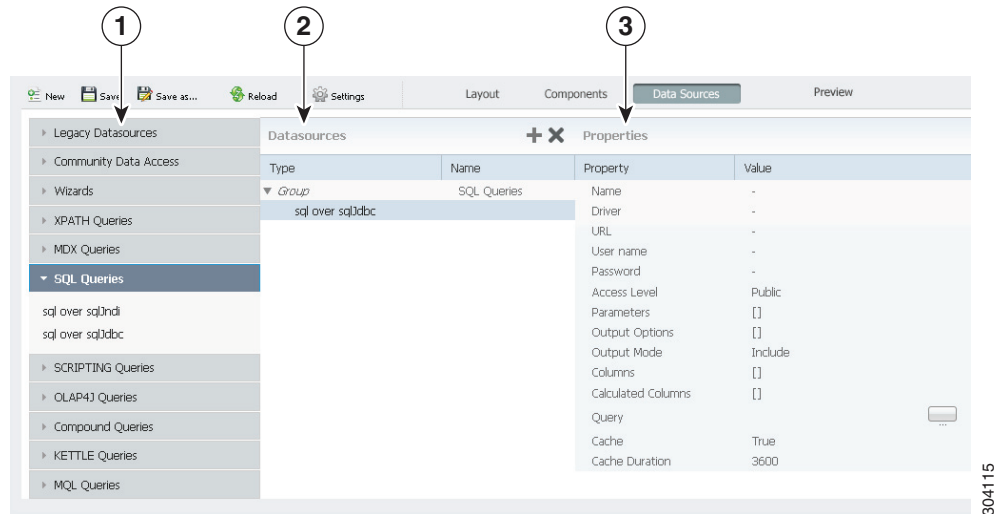 1 2 3
New Save Save as... Reload Settings Layout Components Data Sources Preview
Legacy Datasources
Community Data Access
Wizards
XPATH Queries
MDX Queries
SQL Queries
sql over sqlJndi
sql over sqlJdbc
SCRIPTING Queries
OLAP4J Queries
Compound Queries
KETTLE Queries
MQL Queries
Datasources
Type Name
Group SQL Queries
sql over sqlJdbc
Properties
Property Value
Name -
Driver -
URL -
User name -
Password -
Access Level Public
Parameters []
Output Options []
Output Mode Include
Columns []
Calculated Columns []
Query ...
Cache True
Cache Duration 3600
304115